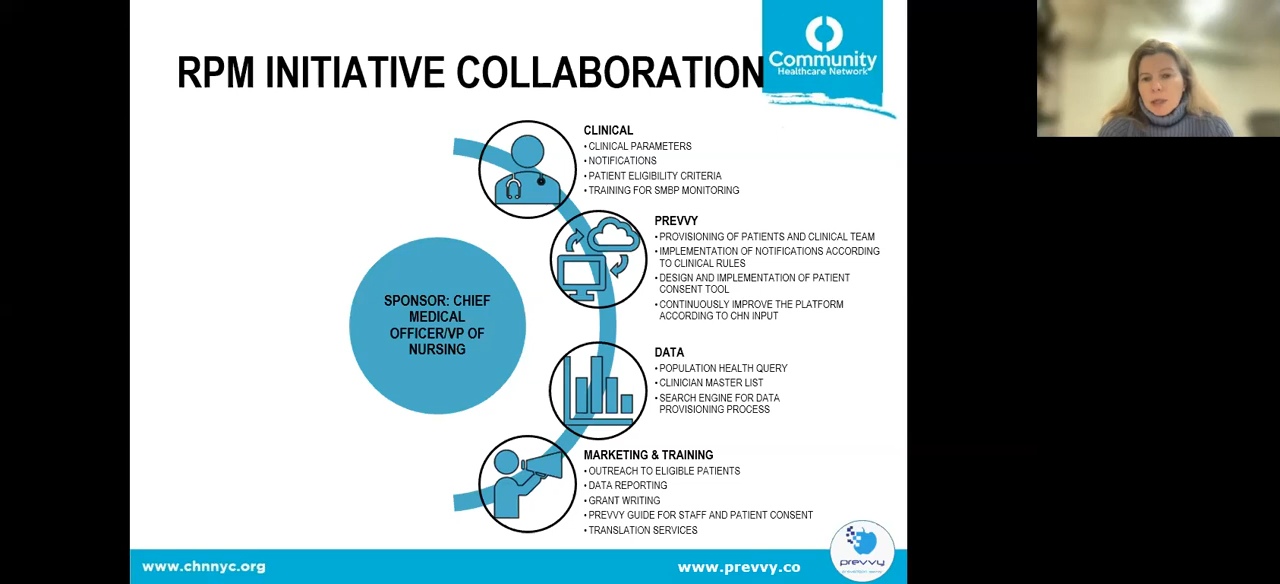 RPM INITIATIVE COLLABORATION
Community
Healthcare Network
CLINICAL
• CLINICAL PARAMETERS
• NOTIFICATIONS
• PATIENT ELIGIBILITY CRITERIA
• TRAINING FOR SMBP MONITORING
PREVVY
• PROVISIONING OF PATIENTS AND CLINICAL TEAM
• IMPLEMENTATION OF NOTIFICATIONS ACCORDING
TO CLINICAL RULES
• DESIGN AND IMPLEMENTATION OF PATIENT
CONSENT TOOL
• CONTINUOUSLY IMPROVE THE PLATFORM
ACCORDING TO CHN INPUT
SPONSOR: CHIEF
MEDICAL
OFFICER/VP OF
NURSING
DATA
• POPULATION HEALTH QUERY
• CLINICIAN MASTER LIST
• SEARCH ENGINE FOR DATA
PROVISIONING PROCESS
MARKETING & TRAINING
• OUTREACH TO ELIGIBLE PATIENTS
• DATA REPORTING
• GRANT WRITING
• PREVVY GUIDE FOR STAFF AND PATIENT CONSENT
• TRANSLATION SERVICES
www.chnnyc.org
www.prevvy.co
prevvy